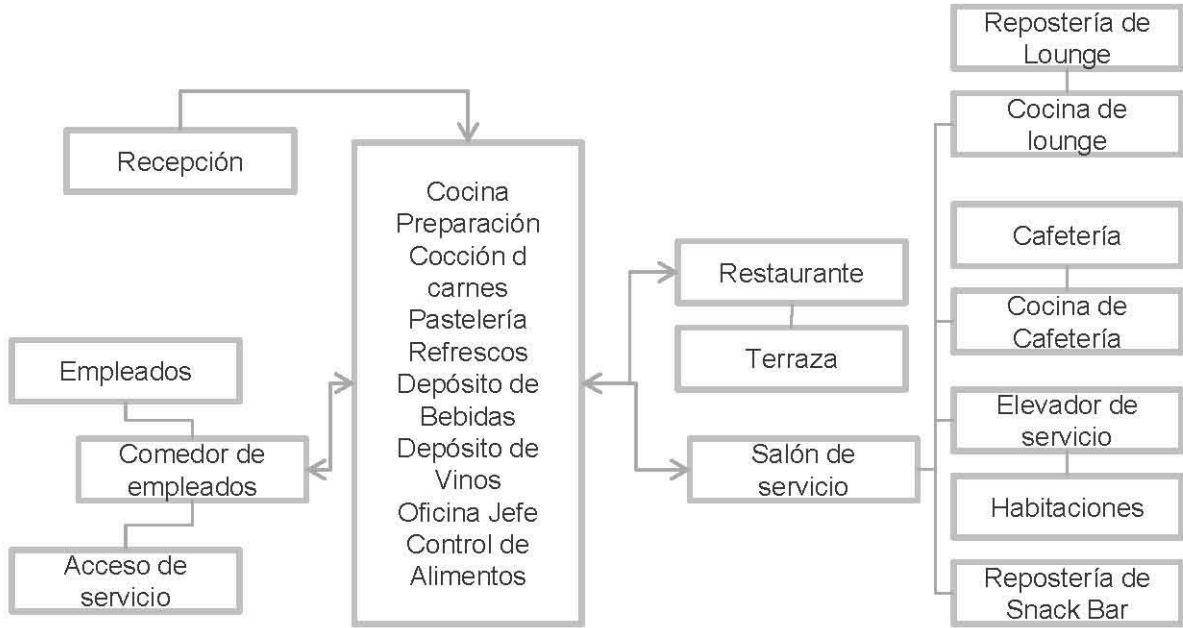 Repostería de
Lounge
Cocina de
lounge
Recepción
Cocina
Preparación
Cocción d
carnes
Pastelería
Refrescos
Depósito de
Bebidas
Depósito de
Vinos
Oficina Jefe
Control de
Alimentos
Empleados
Comedor de
empleados
Acceso de
servicio
Restaurante
Terraza
Salón de
servicio
Cafetería
Cocina de
Cafetería
Elevador de
servicio
Habitaciones
Repostería de
Snack Bar